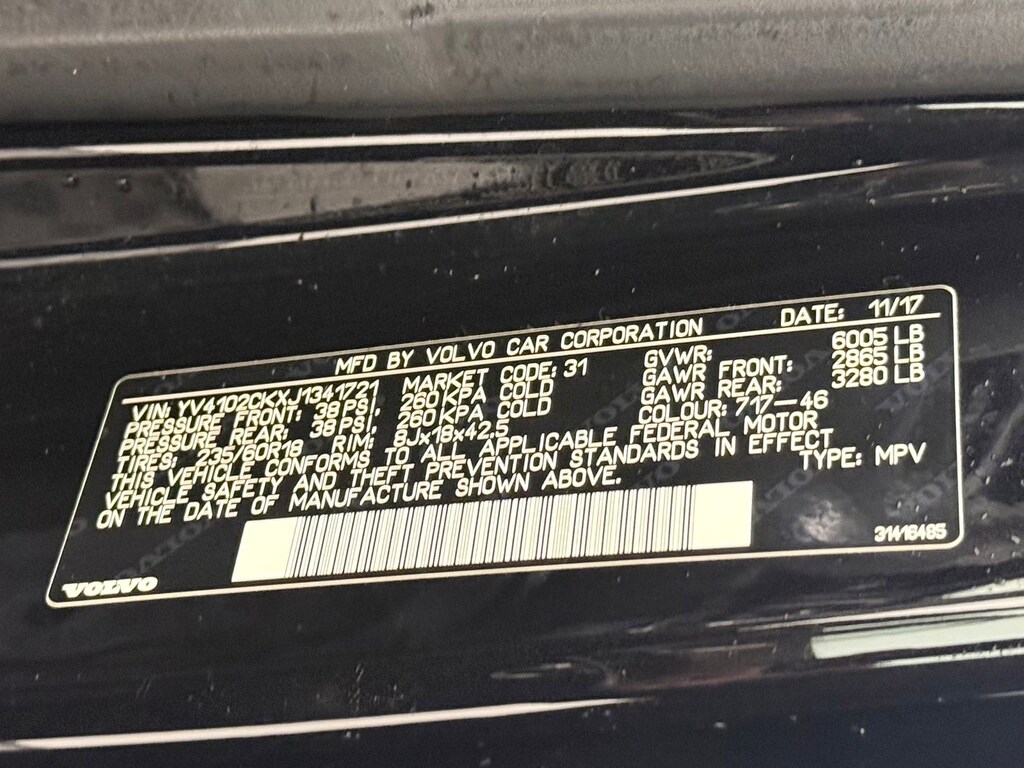 MFD BY VOLVO CAR CORPORATION DATE: 11/17
VIN: YV4102CKXJ1341721 MARKET CODE: 31 GVWR: 6005 LB
PRESSURE FRONT: 38 PSI, 260 KPA COLD GAWR FRONT: 2865 LB
PRESSURE REAR: 38 PSI, 260 KPA COLD GAWR REAR: 3280 LB
TIRES: 235/60R18 RIM: 8Jx18x42.5 COLOUR: 717-46
THIS VEHICLE CONFORMS TO ALL APPLICABLE FEDERAL MOTOR
VEHICLE SAFETY AND THEFT PREVENTION STANDARDS IN EFFECT
ON THE DATE OF MANUFACTURE SHOWN ABOVE. TYPE: MPV
VOLVO 31416495